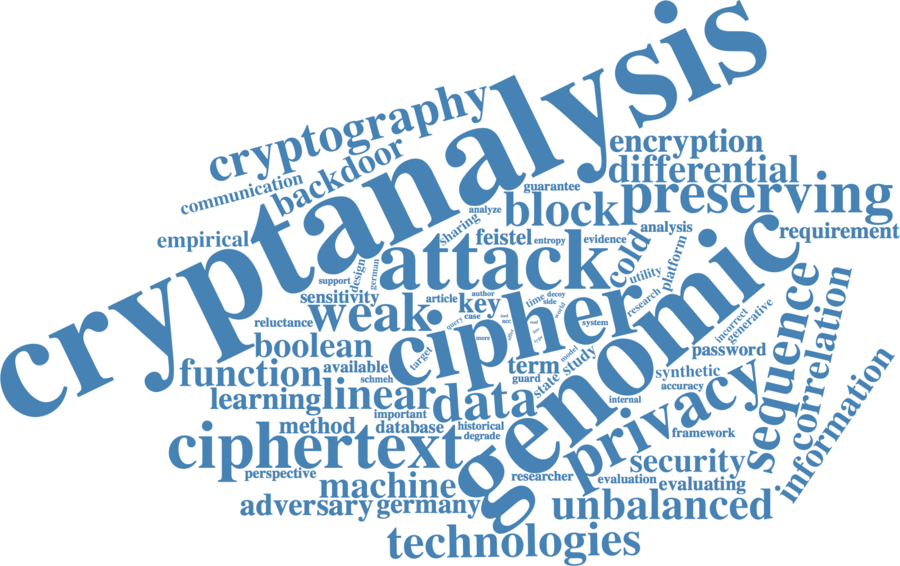 cryptanalysis
cryptography
backdoor
communication
encryption
differential
guarantee
preserving
block
analyze
sharing
empirical
feistel
entropy
evidence
analysis
requirement
attack
cold
design
german
support
utility
platform
research
sensitivity
article
key
author
time
decoy
side
world
weak
case
query
cipher
system
genomic
incorrect
generative
reluctance
boolean
more
after
type
target
term
model
study
state
password
sequence
correlation
function
available
schmeh
guard
synthetic
accuracy
learning
linear
data
internal
privacy
information
important
method
database
historical
degrade
framework
ciphertext
perspective
researcher
evaluation
security
evaluating
machine
adversary
germany
unbalanced
technologies